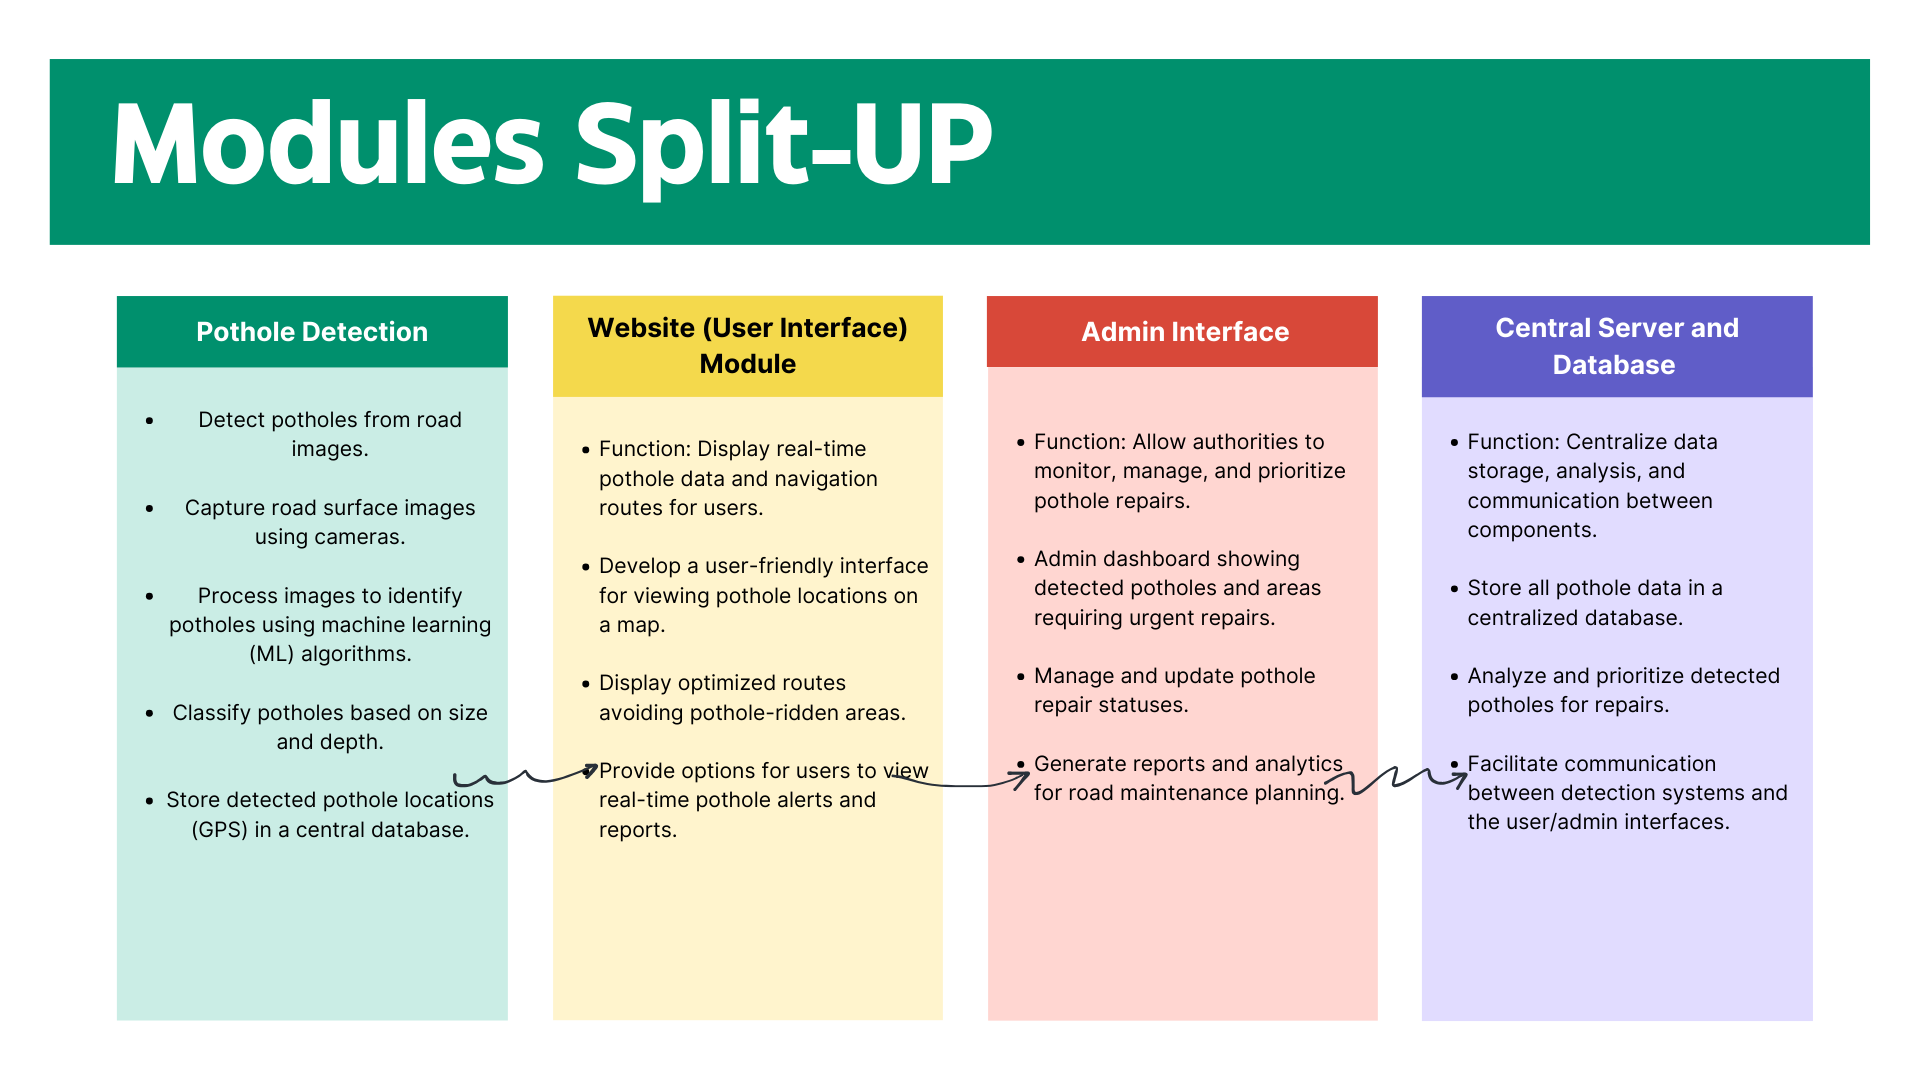 Modules Split-UP
Pothole Detection
• Detect potholes from road
images.
• Capture road surface images
using cameras.
• Process images to identify
potholes using machine learning
(ML) algorithms.
• Classify potholes based on size
and depth.
• Store detected pothole locations
(GPS) in a central database.
Website (User Interface)
Module
• Function: Display real-time
pothole data and navigation
routes for users.
• Develop a user-friendly interface
for viewing pothole locations on
a map.
• Display optimized routes
avoiding pothole-ridden areas.
• Provide options for users to view
real-time pothole alerts and
reports.
Admin Interface
• Function: Allow authorities to
monitor, manage, and prioritize
pothole repairs.
• Admin dashboard showing
detected potholes and areas
requiring urgent repairs.
• Manage and update pothole
repair statuses.
• Generate reports and analytics
for road maintenance planning.
Central Server and
Database
• Function: Centralize data
storage, analysis, and
communication between
components.
• Store all pothole data in a
centralized database.
• Analyze and prioritize detected
potholes for repairs.
• Facilitate communication
between detection systems and
the user/admin interfaces.